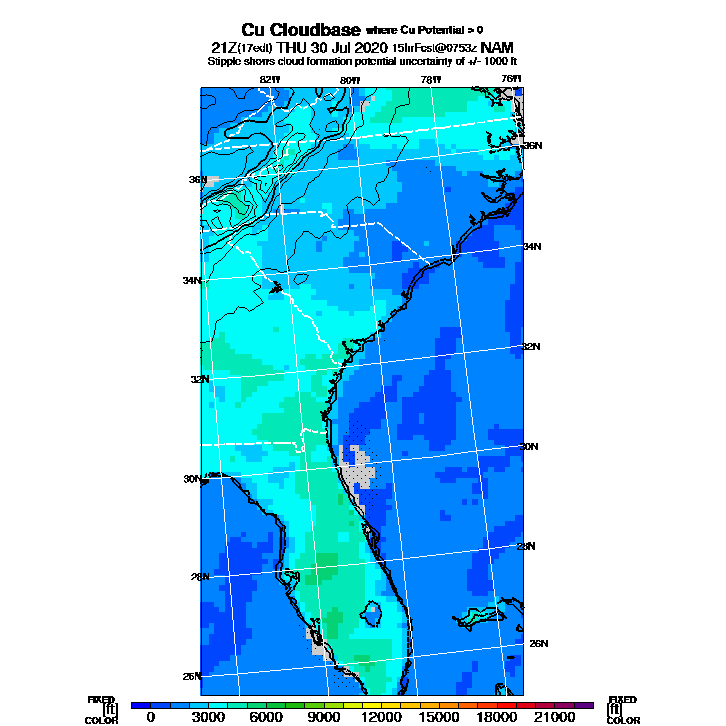 Cu Cloudbase where Cu Potential > 0
21Z(17edt) THU 30 Jul 2020 15hrFcst@0753z NAM
Stipple shows cloud formation potential uncertainty of +/- 1000 ft
82W 80W 78W 76W
36N 36N
34N 34N
32N 32N
30N 30N
28N 28N
26N 26N
FIXED FIXED
[ft] [ft]
COLOR COLOR
0 3000 6000 9000 12000 15000 18000 21000